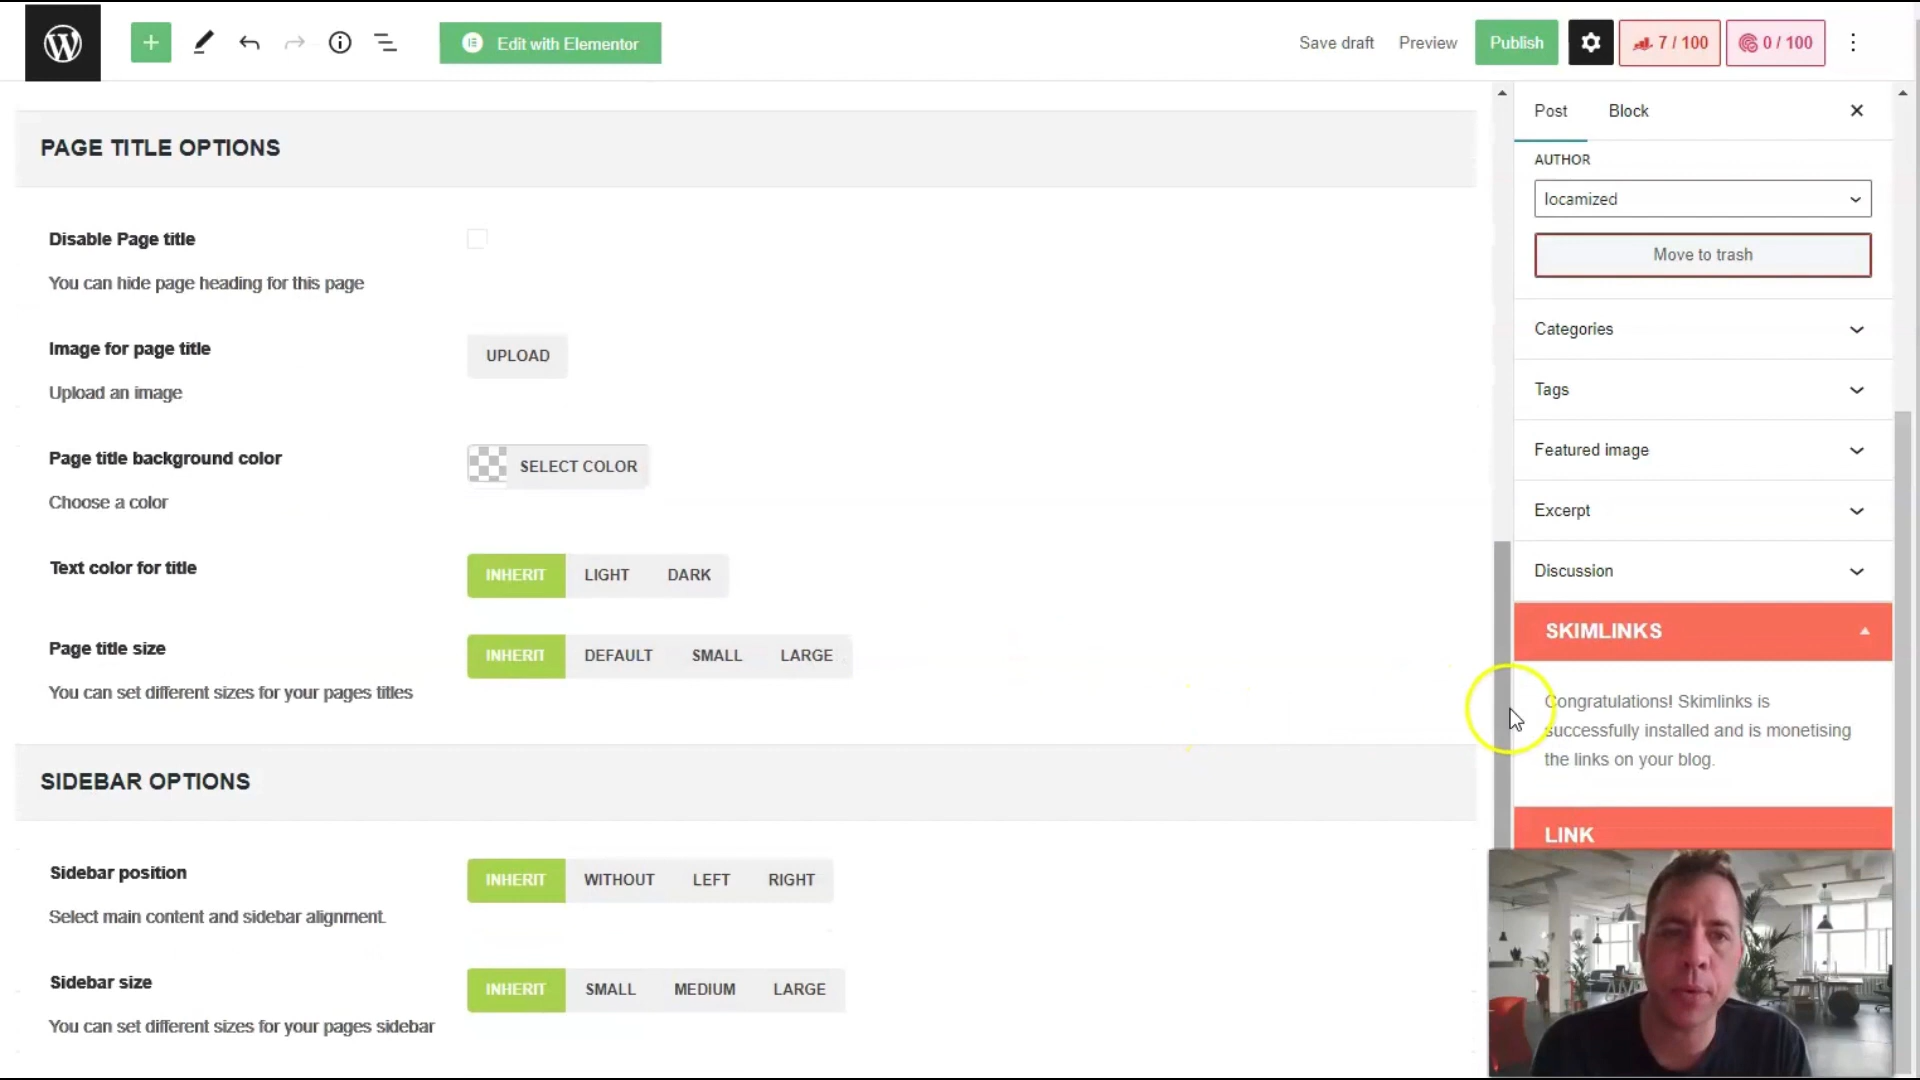 Edit with Elementor
Save draft
Preview
Publish
7 / 100
0 / 100
PAGE TITLE OPTIONS
Disable Page title
You can hide page heading for this page
Image for page title
UPLOAD
Upload an image
Page title background color
SELECT COLOR
Choose a color
Text color for title
INHERIT LIGHT DARK
Page title size
INHERIT DEFAULT SMALL LARGE
You can set different sizes for your pages titles
SIDEBAR OPTIONS
Sidebar position
INHERIT WITHOUT LEFT RIGHT
Select main content and sidebar alignment.
Sidebar size
INHERIT SMALL MEDIUM LARGE
You can set different sizes for your pages sidebar
Post Block
AUTHOR
locamized
Move to trash
Categories
Tags
Featured image
Excerpt
Discussion
SKIMLINKS
Congratulations! Skimlinks is
successfully installed and is monetising
the links on your blog.
LINK